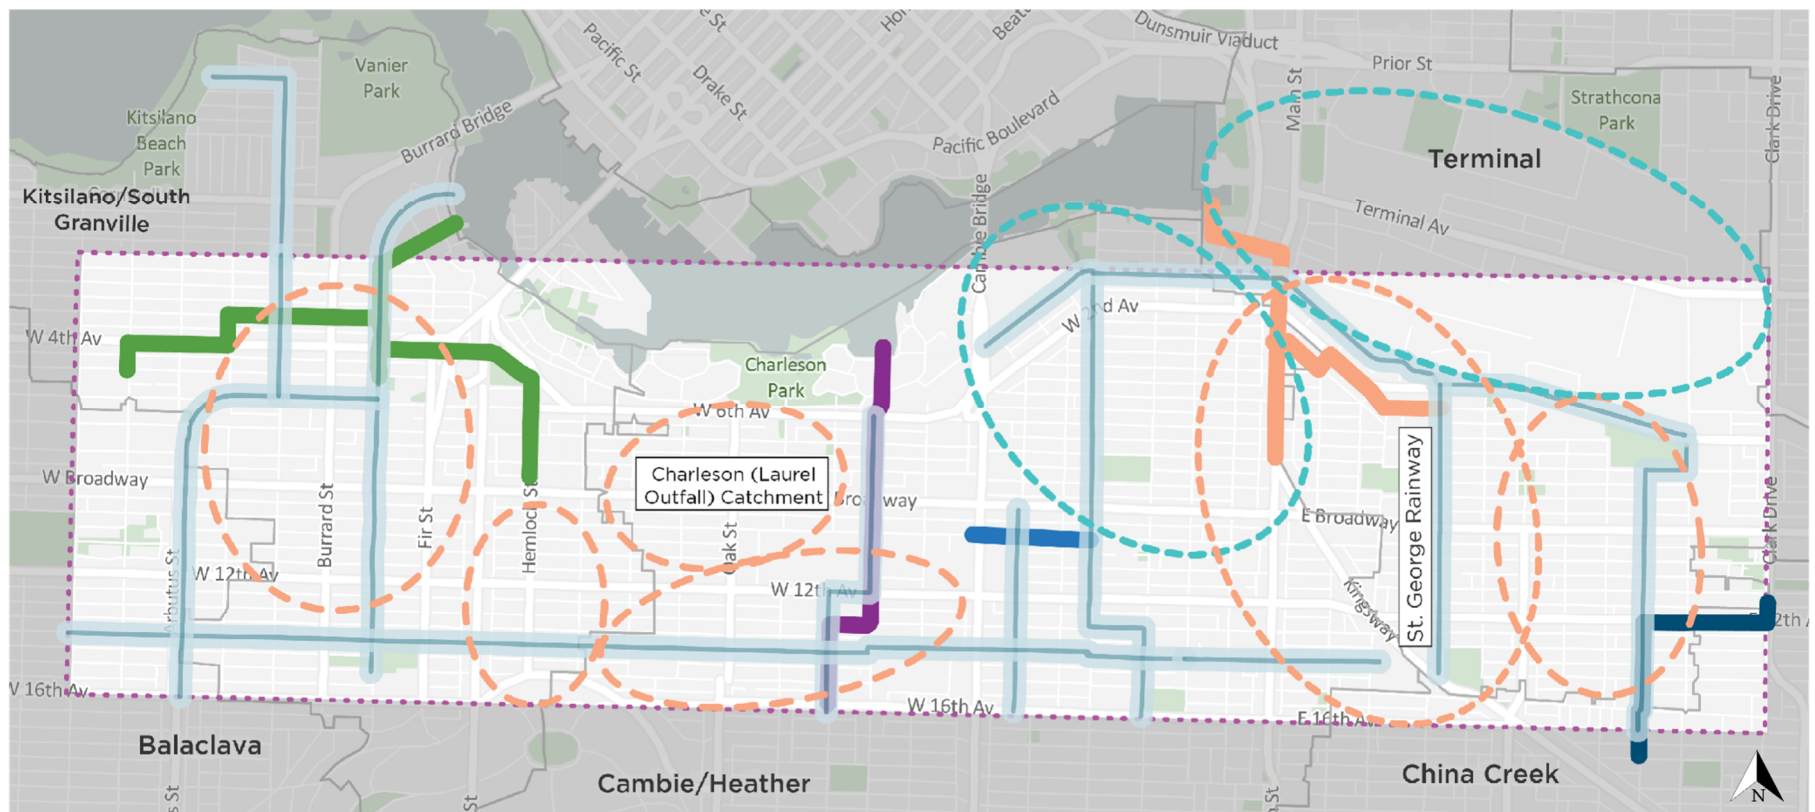 Pacific St
Drake St
Dunsmuir Viaduct
Prior St
Main St
Clark Drive
Vanier
Park
Kitsilano
Beach
Park
Burrard Bridge
Pacific Boulevard
Strathcona
Park
Terminal
Kitsilano/South
Granville
Terminal Av
Cambie Bridge
W 4th Av
W 2nd Av
Charleson
Park
W 6th Av
W Broadway
Charleson (Laurel
Outfall) Catchment
Broadway
E Broadway
St. George Rainway
Clark Drive
Burrard St
Fir St
Hemlock St
Oak St
Arbutus St
W 12th Av
W 12th Av
Kingsway
W 16th Av
W 16th Av
E 16th Av
Balaclava
Cambie/Heather
China Creek
N